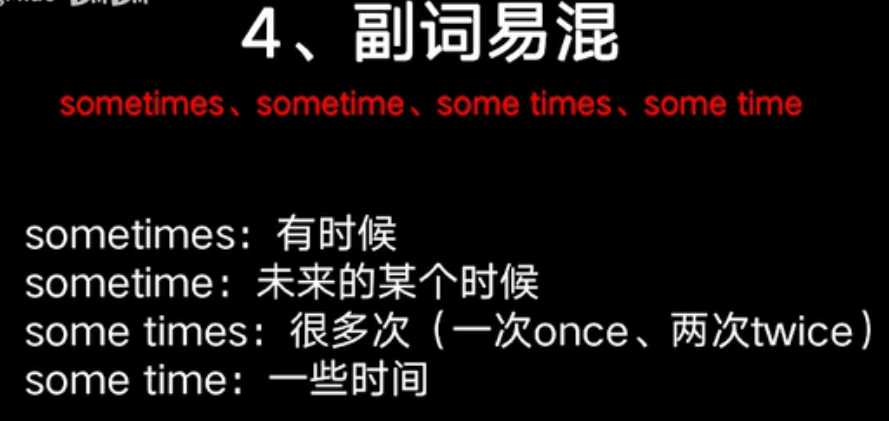 4、副词易混
sometimes、sometime、some times、some time
sometimes：有时候
sometime：未来的某个时候
some times：很多次（一次once、两次twice）
some time：一些时间